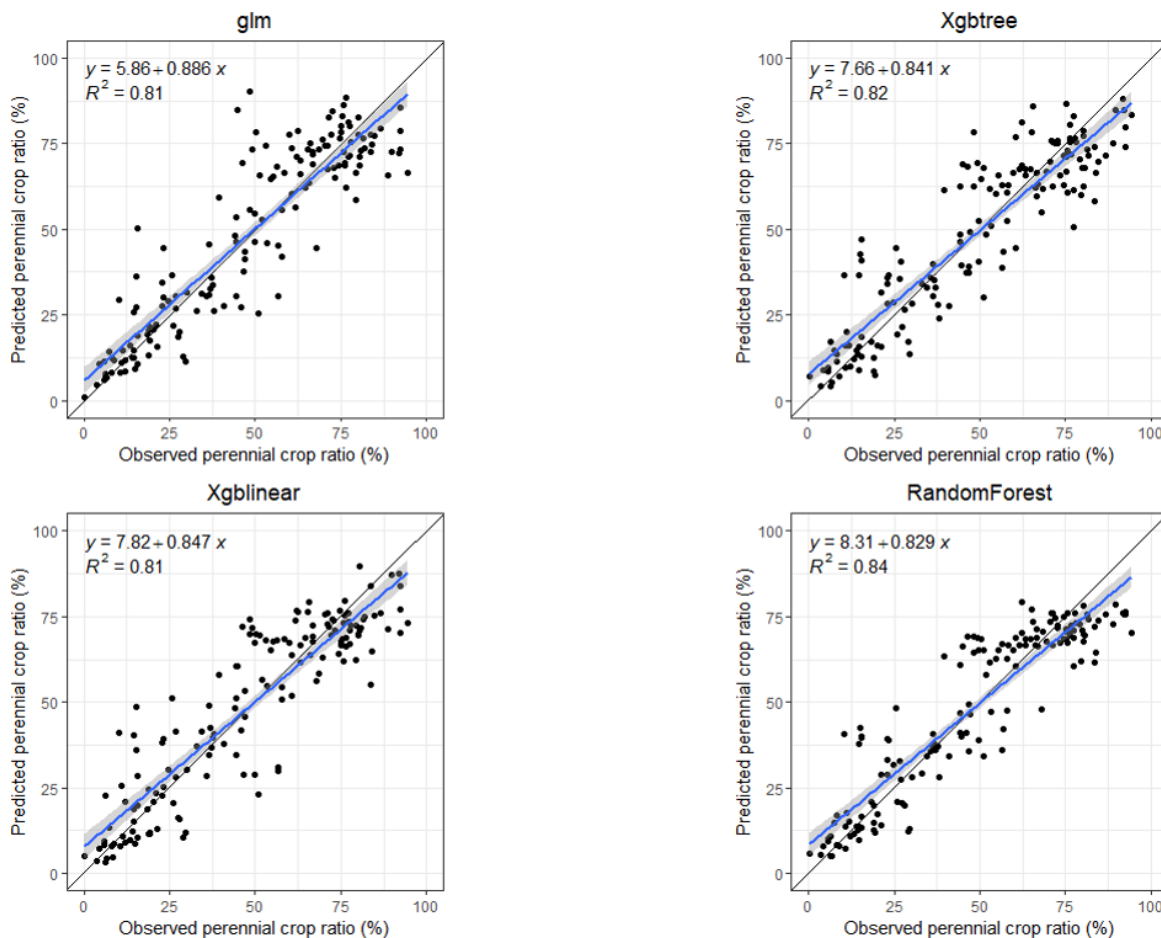 glm
y = 5.86+0.886 x
R² = 0.81
100
75
50
25
0
0 25 50 75 100
Predicted perennial crop ratio (%)
Observed perennial crop ratio (%)
Xgbtree
y = 7.66+0.841 x
R² = 0.82
100
75
50
25
0
0 25 50 75 100
Predicted perennial crop ratio (%)
Observed perennial crop ratio (%)
Xgblinear
y = 7.82+0.847 x
R² = 0.81
100
75
50
25
0
0 25 50 75 100
Predicted perennial crop ratio (%)
Observed perennial crop ratio (%)
RandomForest
y = 8.31+0.829 x
R² = 0.84
100
75
50
25
0
0 25 50 75 100
Predicted perennial crop ratio (%)
Observed perennial crop ratio (%)